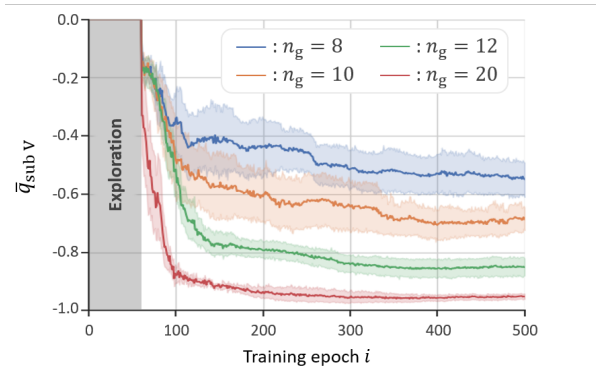 0.0
-0.2
-0.4
-0.6
-0.8
-1.0
q̄sub V
Exploration
: ng = 8
: ng = 12
: ng = 10
: ng = 20
0 100 200 300 400 500
Training epoch i